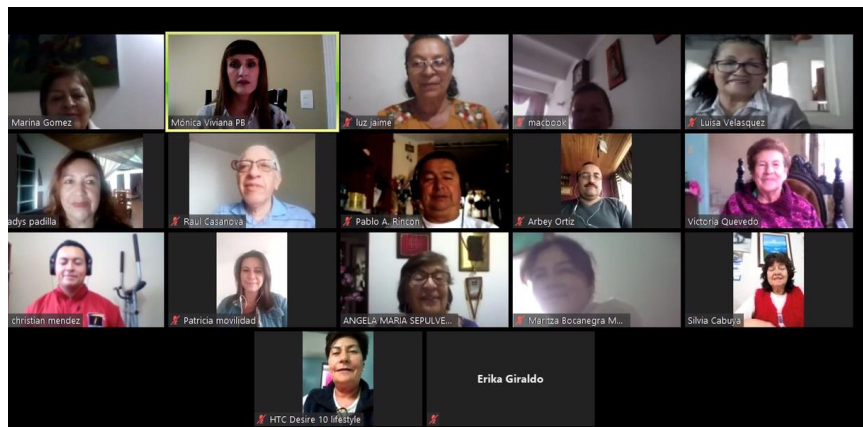 Marina Gomez
Mónica Viviana PB
luz jaime
macbook
Luisa Velasquez
adys padilla
Raul Casanova
Pablo A. Rincon
Arbey Ortiz
Victoria Quevedo
christian mendez
Patricia movilidad
ANGELA MARIA SEPULVE...
Maritza Bocanegra M...
Silvia Cabuya
HTC Desire 10 lifestyle
Erika Giraldo